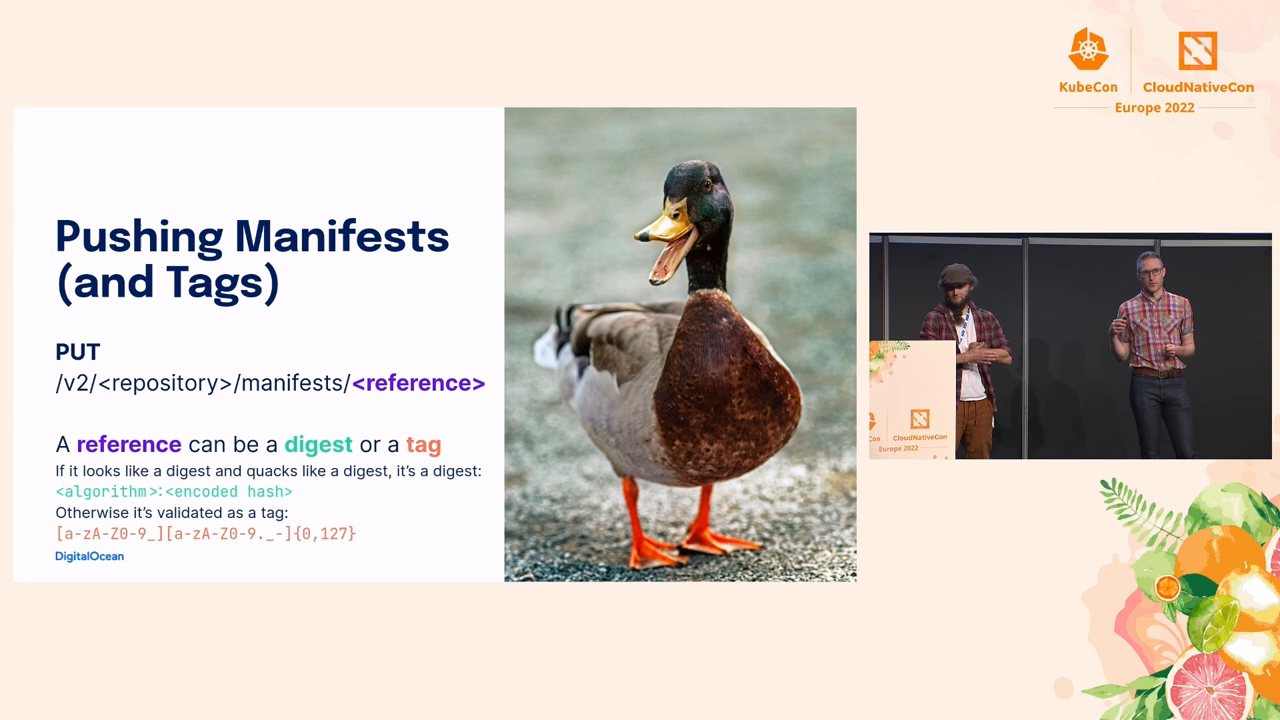 KubeCon
CloudNativeCon
Europe 2022
Pushing Manifests
(and Tags)
PUT
/v2/<repository>/manifests/<reference>
A reference can be a digest or a tag
If it looks like a digest and quacks like a digest, it's a digest:
<algorithm>:<encoded hash>
Otherwise it's validated as a tag:
[a-zA-Z0-9_][a-zA-Z0-9._-]{0,127}
DigitalOcean
Con
CloudNativeCon
Europe 2022